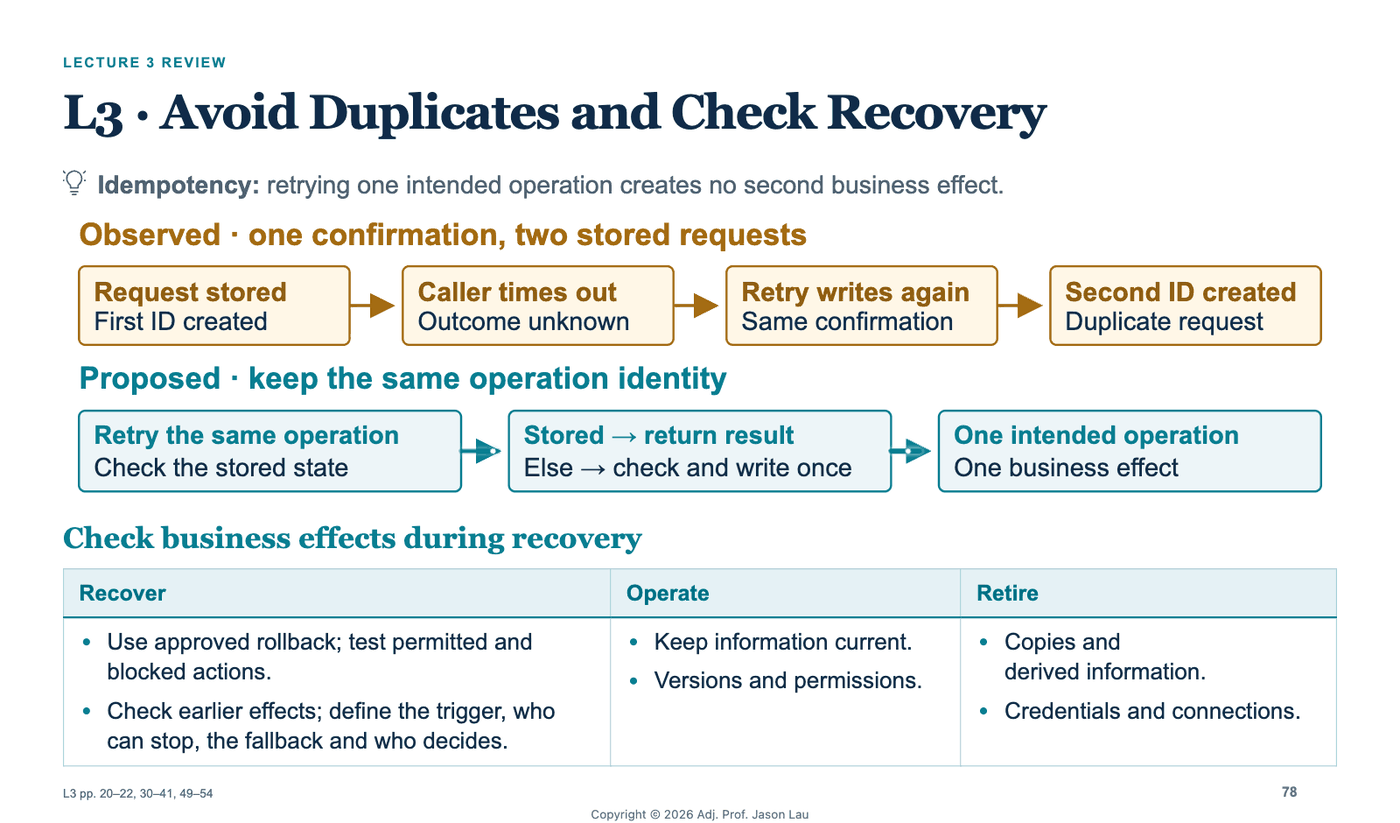 LECTURE 3 REVIEW
L3 · Avoid Duplicates and Check Recovery
Idempotency: retrying one intended operation creates no second business effect.
Observed · one confirmation, two stored requests
Request stored
First ID created
Caller times out
Outcome unknown
Retry writes again
Same confirmation
Second ID created
Duplicate request
Proposed · keep the same operation identity
Retry the same operation
Check the stored state
Stored → return result
Else → check and write once
One intended operation
One business effect
Check business effects during recovery
Recover
Operate
Retire
• Use approved rollback; test permitted and
blocked actions.
• Check earlier effects; define the trigger, who
can stop, the fallback and who decides.
• Keep information current.
• Versions and permissions.
• Copies and
derived information.
• Credentials and connections.
L3 pp. 20–22, 30–41, 49–54
78
Copyright © 2026 Adj. Prof. Jason Lau